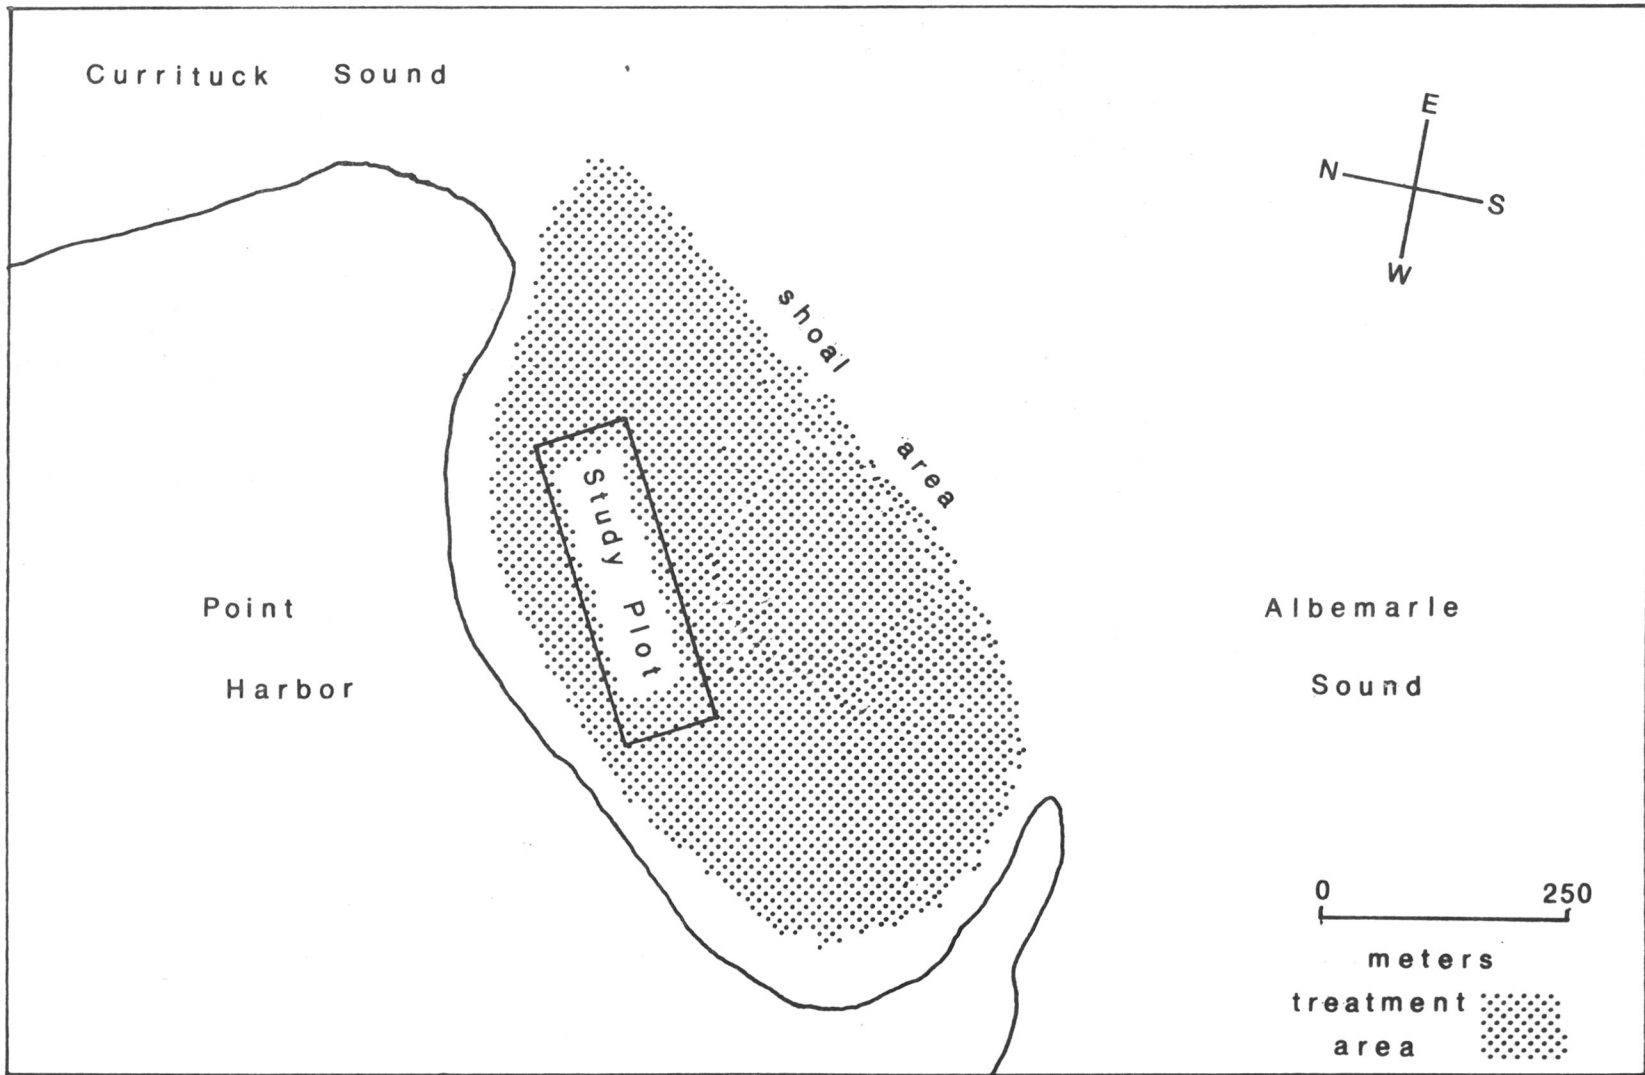 Currituck Sound
E
N
S
W
shoal
area
Study Plot
Point
Harbor
Albemarle
Sound
0 250
meters
treatment
area